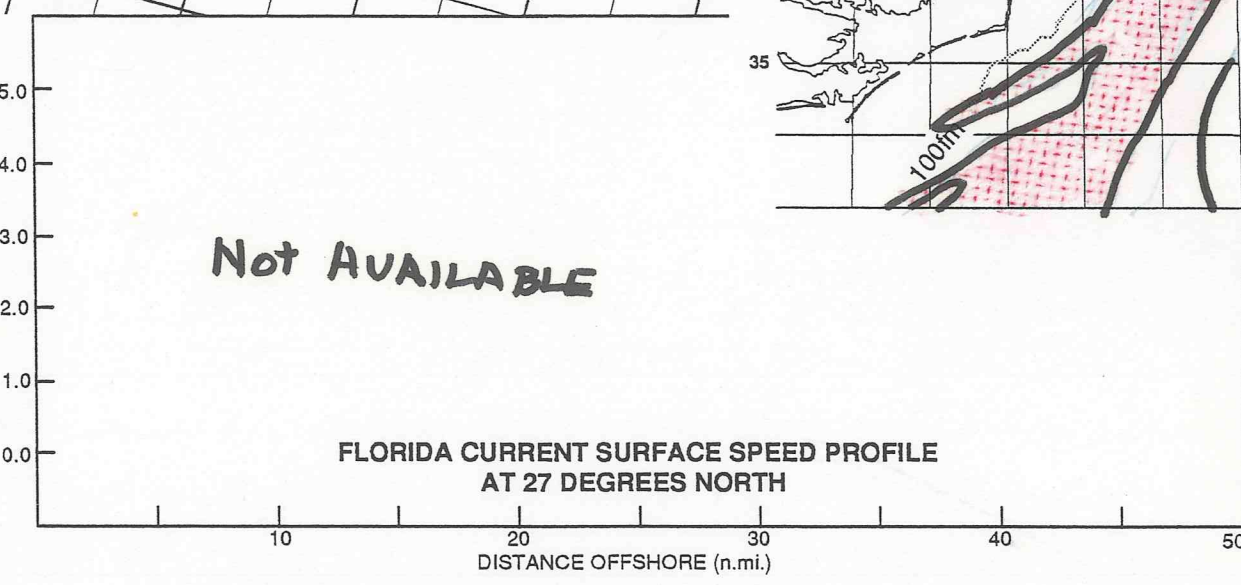 35
100fm
5.0
4.0
3.0
2.0
1.0
0.0
Not AVAILABLE
FLORIDA CURRENT SURFACE SPEED PROFILE
AT 27 DEGREES NORTH
10 20 30 40 50
DISTANCE OFFSHORE (n.mi.)